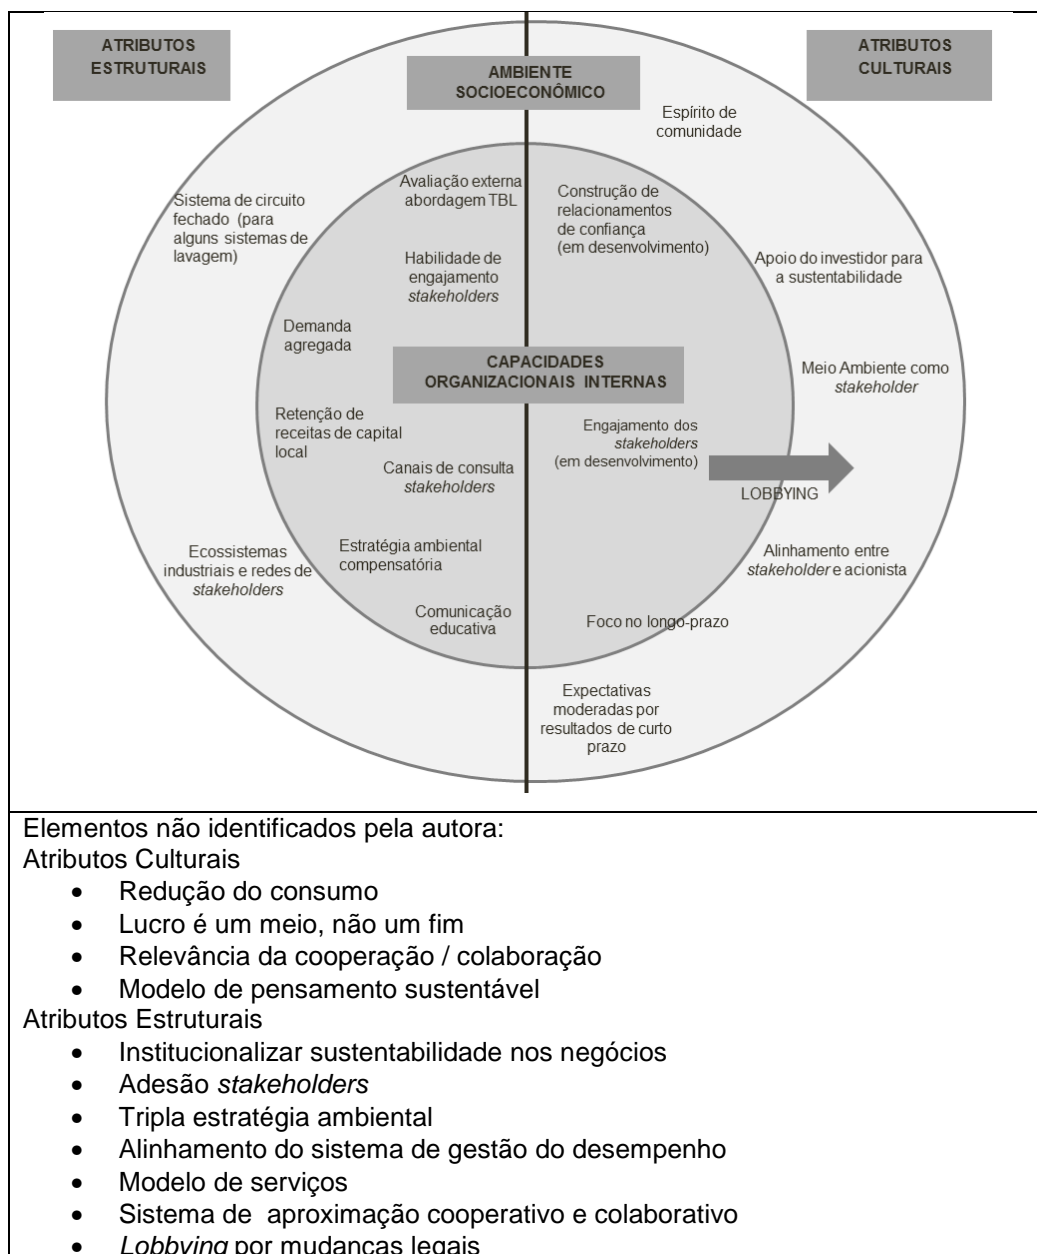 ATRIBUTOS
ESTRUTURAIS
ATRIBUTOS
CULTURAIS
AMBIENTE
SOCIOECONÔMICO
Espírito de
comunidade
Avaliação externa
abordagem TBL
Construção de
relacionamentos
de confiança
(em desenvolvimento)
Sistema de circuito
fechado (para
alguns sistemas de
lavagem)
Habilidade de
engajamento
stakeholders
Apoio do investidor para
a sustentabilidade
Demanda
agregada
CAPACIDADES
ORGANIZACIONAIS INTERNAS
Meio Ambiente como
stakeholder
Retenção de
receitas de capital
local
Engajamento dos
stakeholders
(em desenvolvimento)
Canais de consulta
stakeholders
LOBBYING
Ecossistemas
industriais e redes de
stakeholders
Estratégia ambiental
compensatória
Alinhamento entre
stakeholder e acionista
Comunicação
educativa
Foco no longo-prazo
Expectativas
moderadas por
resultados de curto
prazo
Elementos não identificados pela autora:
Atributos Culturais
• Redução do consumo
• Lucro é um meio, não um fim
• Relevância da cooperação / colaboração
• Modelo de pensamento sustentável
Atributos Estruturais
• Institucionalizar sustentabilidade nos negócios
• Adesão stakeholders
• Tripla estratégia ambiental
• Alinhamento do sistema de gestão do desempenho
• Modelo de serviços
• Sistema de aproximação cooperativo e colaborativo
• Lobbying por mudanças legais